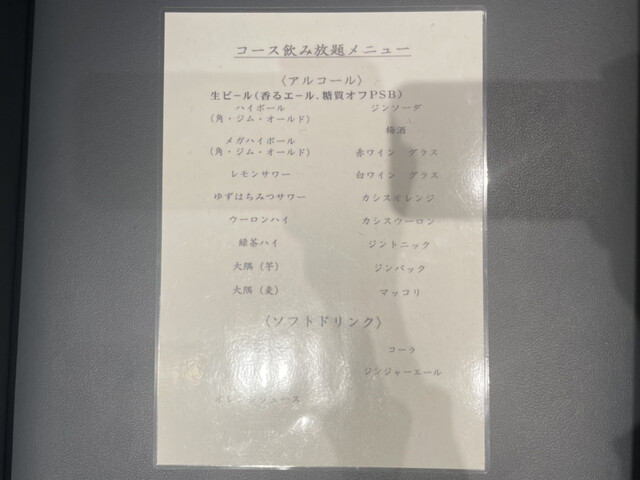 コース飲み放題メニュー
〈アルコール〉
生ビール(香るエール、糖質オフPSB)
ハイボール
(角・ジム・オールド)
ジンソーダ
梅酒
メガハイボール
(角・ジム・オールド)
赤ワイン グラス
レモンサワー
白ワイン グラス
ゆずはちみつサワー
カシスオレンジ
ウーロンハイ
カシスウーロン
緑茶ハイ
ジントニック
大隅(芋)
ジンバック
大隅(麦)
マッコリ
〈ソフトドリンク〉
コーラ
ジンジャーエール
オレンジジュース